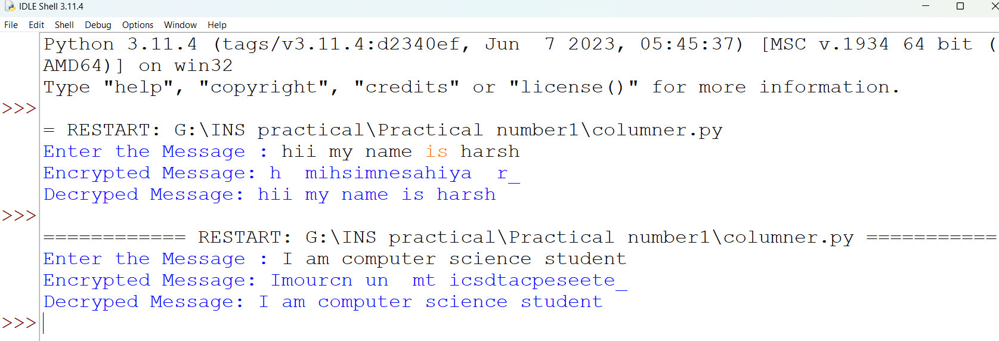 IDLE Shell 3.11.4
File Edit Shell Debug Options Window Help
Python 3.11.4 (tags/v3.11.4:d2340ef, Jun  7 2023, 05:45:37) [MSC v.1934 64 bit (
AMD64)] on win32
Type "help", "copyright", "credits" or "license()" for more information.
>>>
= RESTART: G:\INS practical\Practical number1\columner.py
Enter the Message : hii my name is harsh
Encrypted Message: h  mihsimnesahiya  r_
Decryped Message: hii my name is harsh
>>>
============ RESTART: G:\INS practical\Practical number1\columner.py ===========
Enter the Message : I am computer science student
Encrypted Message: Imourcn un  mt icsdtacpeseete_
Decryped Message: I am computer science student
>>>